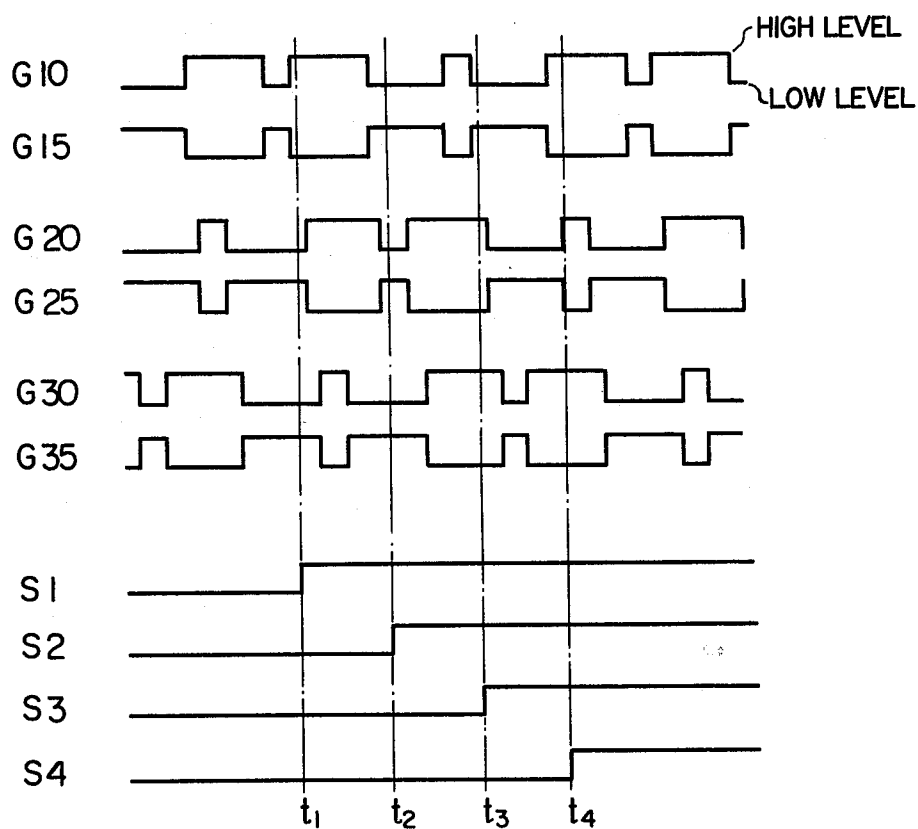 HIGH LEVEL
G10
LOW LEVEL
G15
G20
G25
G30
G35
S1
S2
S3
S4
t1 t2 t3 t4